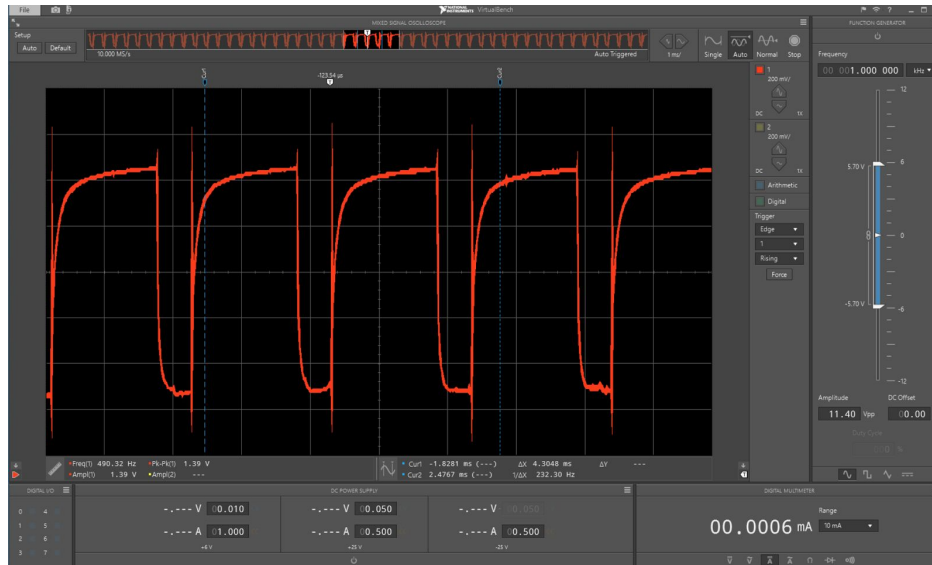 File
NATIONAL INSTRUMENTS VirtualBench
?
MIXED SIGNAL OSCILLOSCOPE
FUNCTION GENERATOR
Setup
Auto Default
10.000 MS/s
Auto Triggered
1 ms/
Single Auto Normal Stop
-123.54 µs
T
1
200 mV/
DC 1X
2
200 mV/
DC 1X
Arithmetic
Digital
Trigger
Edge
1
Rising
Force
Frequency
00 001.000 000 kHz
12
5.70 V
6
0
-5.70 V
-6
-12
Amplitude DC Offset
11.40 Vpp 00.00
Duty Cycle
%
Freq(1) 490.32 Hz Pk-Pk(1) 1.39 V
Ampl(1) 1.39 V Ampl(2) ---
Cur1 -1.8281 ms (---) ΔX 4.3048 ms ΔY ---
Cur2 2.4767 ms (---) 1/ΔX 232.30 Hz
DIGITAL I/O
0 4
1 5
2 6
3 7
DC POWER SUPPLY
-.--- V 00.010 -.--- V 00.050 -.--- V 00.050
-.--- A 01.000 -.--- A 00.500 -.--- A 00.500
+6 V +25 V -25 V
DIGITAL MULTIMETER
Range
00.0006 mA 10 mA